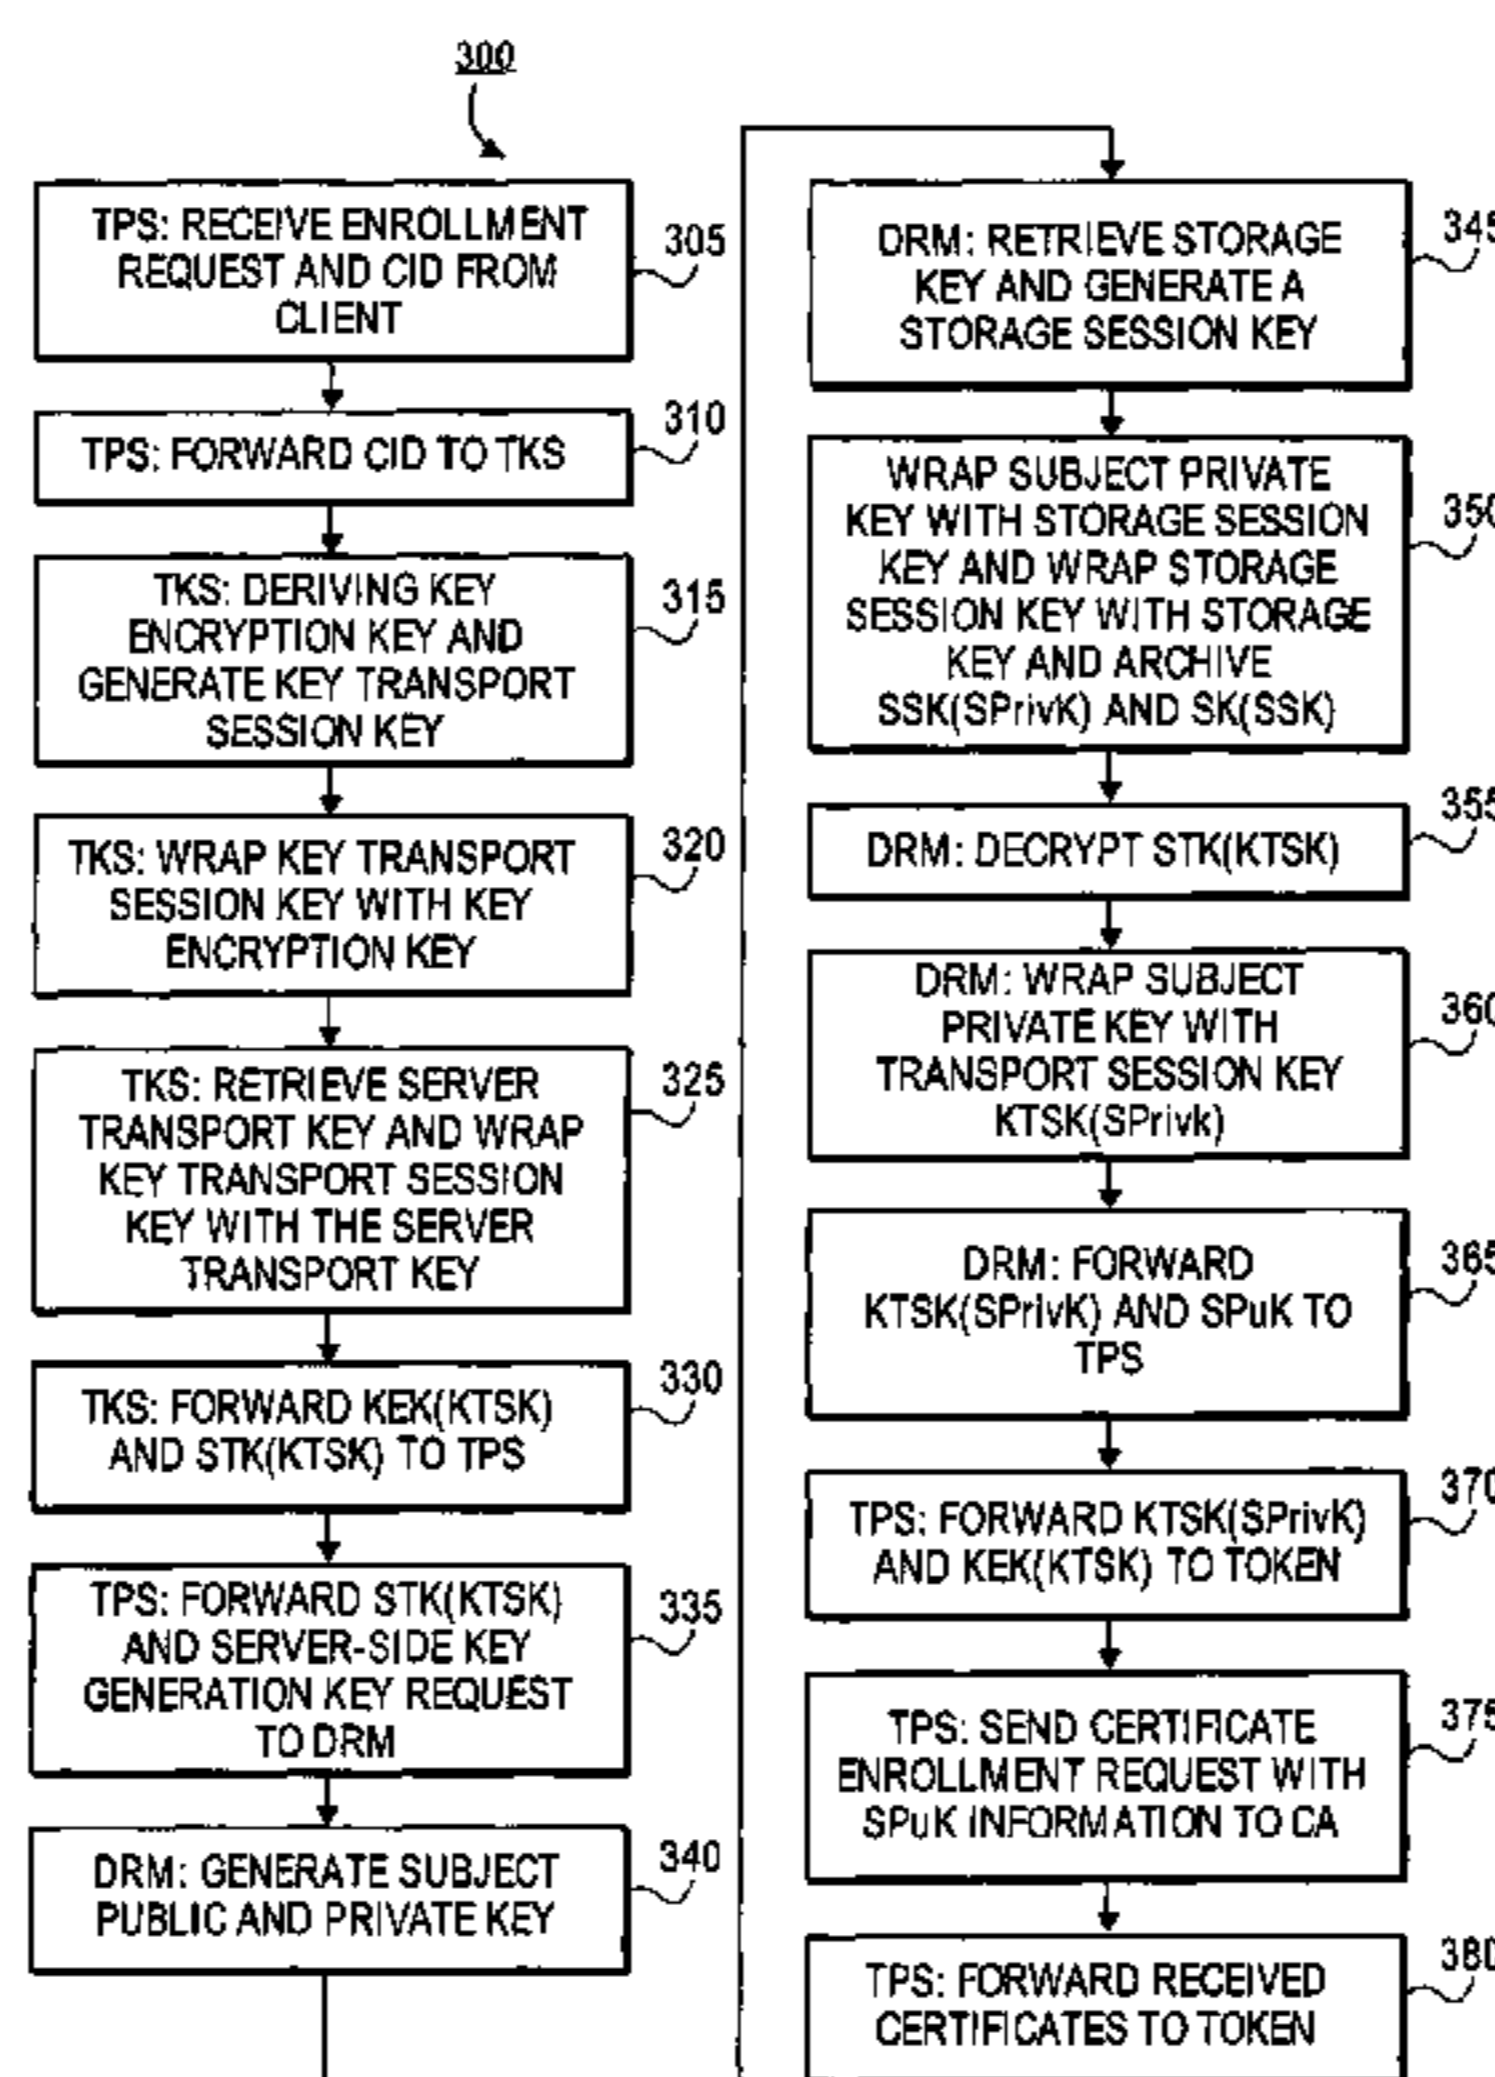 300
TPS: RECEIVE ENROLLMENT
REQUEST AND CID FROM
CLIENT
305
TPS: FORWARD CID TO TKS
310
TKS: DERIVING KEY
ENCRYPTION KEY AND
GENERATE KEY TRANSPORT
SESSION KEY
315
TKS: WRAP KEY TRANSPORT
SESSION KEY WITH KEY
ENCRYPTION KEY
320
TKS: RETRIEVE SERVER
TRANSPORT KEY AND WRAP
KEY TRANSPORT SESSION
KEY WITH THE SERVER
TRANSPORT KEY
325
TKS: FORWARD KEK(KTSK)
AND STK(KTSK) TO TPS
330
TPS: FORWARD STK(KTSK)
AND SERVER-SIDE KEY
GENERATION KEY REQUEST
TO DRM
335
DRM: GENERATE SUBJECT
PUBLIC AND PRIVATE KEY
340
DRM: RETRIEVE STORAGE
KEY AND GENERATE A
STORAGE SESSION KEY
345
WRAP SUBJECT PRIVATE
KEY WITH STORAGE SESSION
KEY AND WRAP STORAGE
SESSION KEY WITH STORAGE
KEY AND ARCHIVE
SSK(SPrivK) AND SK(SSK)
350
DRM: DECRYPT STK(KTSK)
355
DRM: WRAP SUBJECT
PRIVATE KEY WITH
TRANSPORT SESSION KEY
KTSK(SPrivk)
360
DRM: FORWARD
KTSK(SPrivK) AND SPuK TO
TPS
365
TPS: FORWARD KTSK(SPrivK)
AND KEK(KTSK) TO TOKEN
370
TPS: SEND CERTIFICATE
ENROLLMENT REQUEST WITH
SPuK INFORMATION TO CA
375
TPS: FORWARD RECEIVED
CERTIFICATES TO TOKEN
380